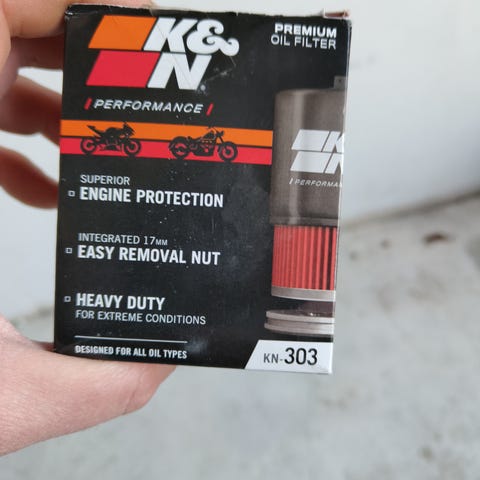 K&N
PREMIUM
OIL FILTER
PERFORMANCE
SUPERIOR
ENGINE PROTECTION
INTEGRATED 17MM
EASY REMOVAL NUT
HEAVY DUTY
FOR EXTREME CONDITIONS
DESIGNED FOR ALL OIL TYPES
KN-303